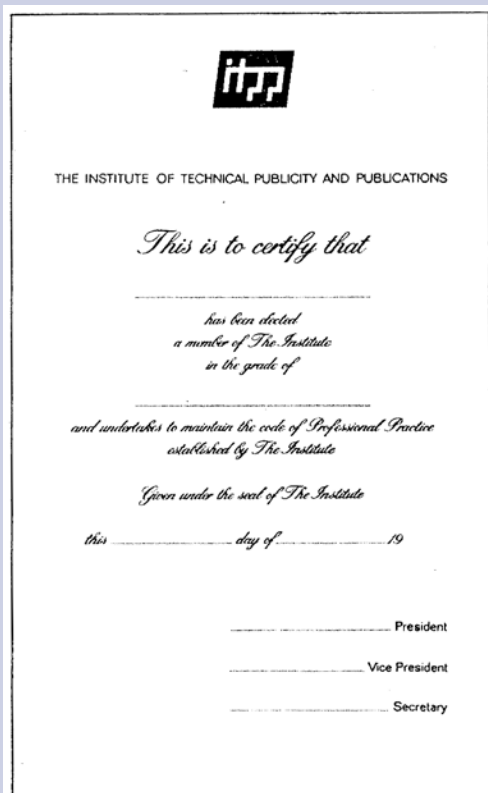 itpp
THE INSTITUTE OF TECHNICAL PUBLICITY AND PUBLICATIONS
This is to certify that
has been elected
a member of The Institute
in the grade of
and undertakes to maintain the code of Professional Practice
established by The Institute
Given under the seal of The Institute
this day of 19
President
Vice President
Secretary